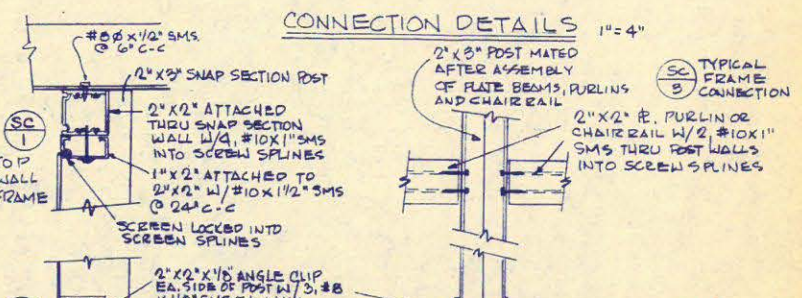 CONNECTION DETAILS 1"=4"
#8Ø x 1/2" SMS.
@ 6" C-C
2" X 3" SNAP SECTION POST
SC
1
TOP
WALL
FRAME
2" X 2" ATTACHED
THRU SNAP SECTION
WALL W/4, #10X1" SMS
INTO SCREW SPLINES
1" X 2" ATTACHED TO
2" X 2" W/ #10 X 1 1/2" SMS
@ 24" C-C
SCREEN LOCKED INTO
SCREEN SPLINES
2" X 2" X 1/8" ANGLE CLIP
EA. SIDE OF POST W/ 3, #8
2" X 3" POST MATED
AFTER ASSEMBLY
OF PLATE BEAMS, PURLINS
AND CHAIR RAIL
SC
3
TYPICAL
FRAME
CONNECTION
2" X 2" PL. PURLIN OR
CHAIR RAIL W/ 2, #10X1"
SMS THRU POST WALLS
INTO SCREW SPLINES